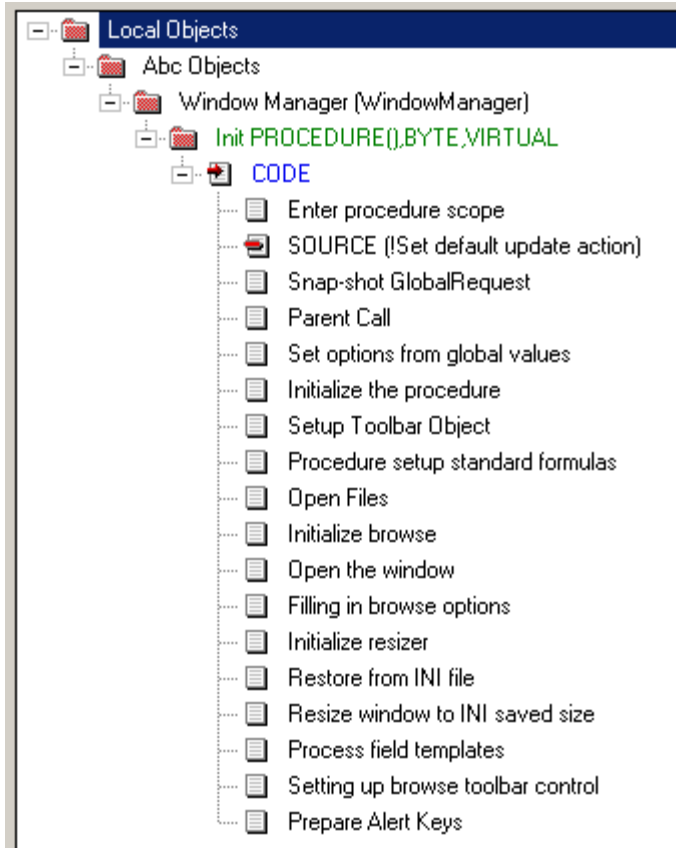 Local Objects
Abc Objects
Window Manager (WindowManager)
Init PROCEDURE(),BYTE,VIRTUAL
CODE
Enter procedure scope
SOURCE (!Set default update action)
Snap-shot GlobalRequest
Parent Call
Set options from global values
Initialize the procedure
Setup Toolbar Object
Procedure setup standard formulas
Open Files
Initialize browse
Open the window
Filling in browse options
Initialize resizer
Restore from INI file
Resize window to INI saved size
Process field templates
Setting up browse toolbar control
Prepare Alert Keys